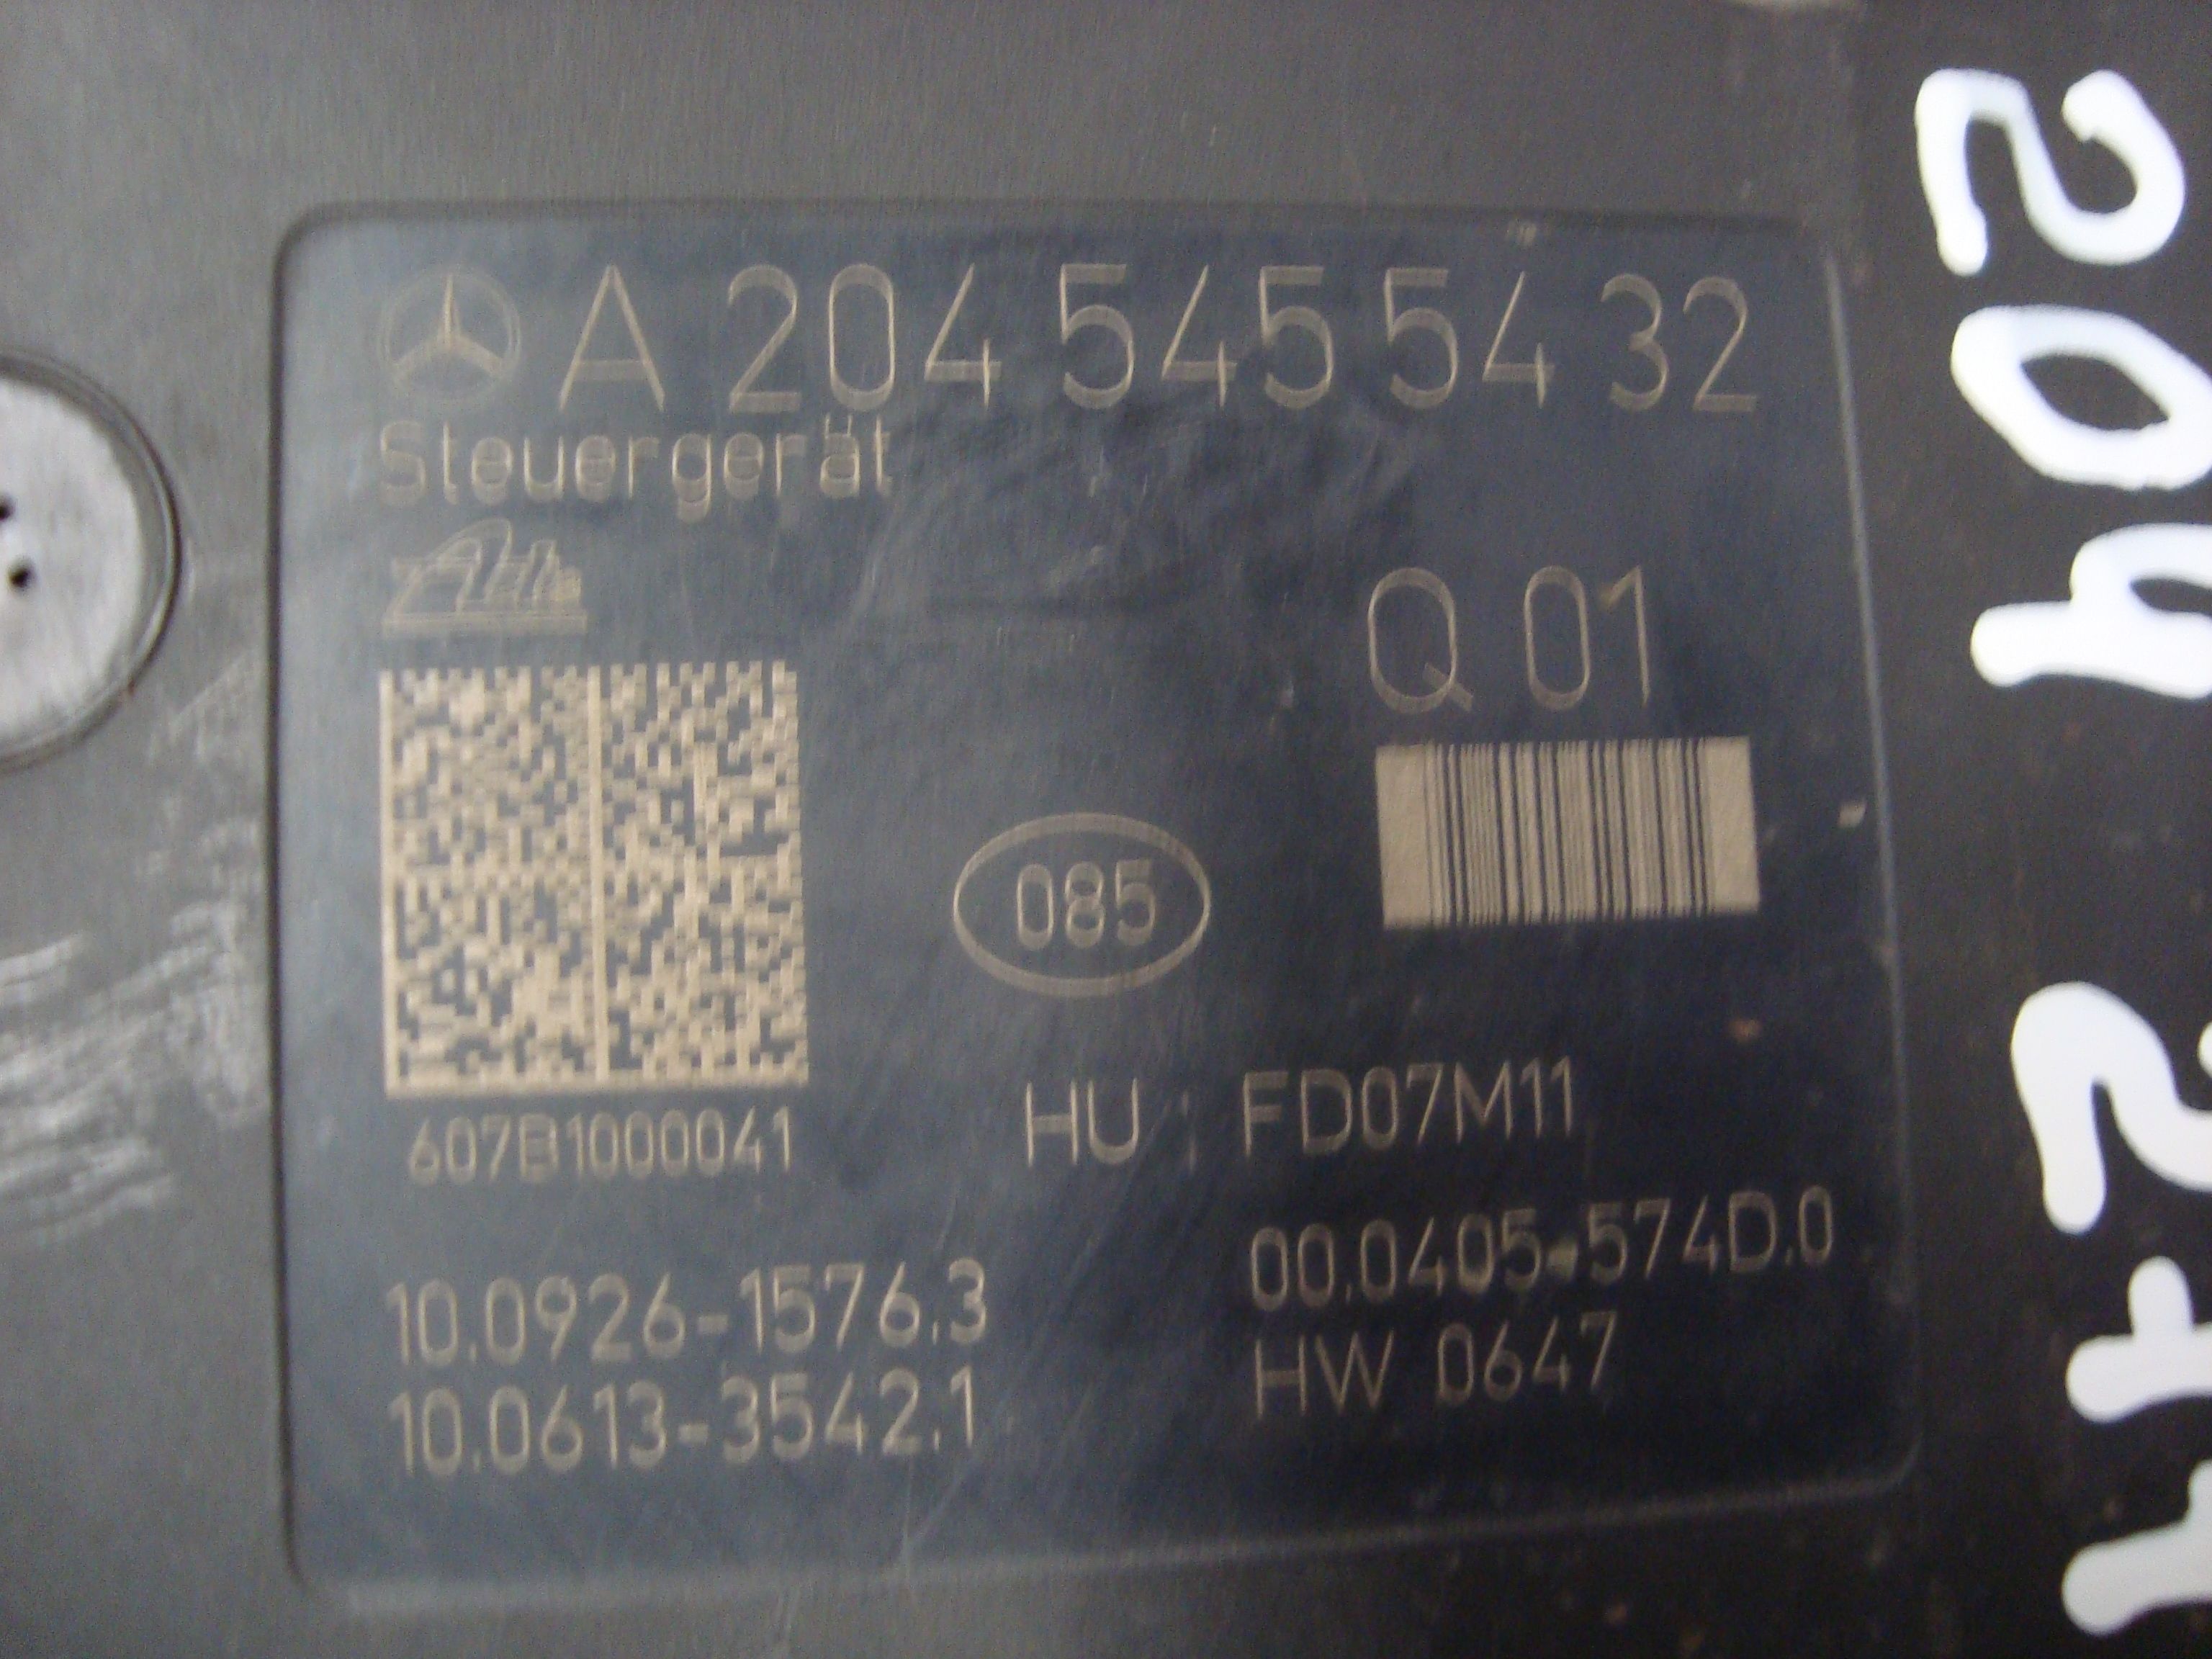 A 204 545 54 32
Steuergerät
Ate
Q 01
085
607B1000041
HU : FD07M11
10.0926-1576.3
00.0405-574D.0
10.0613-3542.1
HW 0647
204